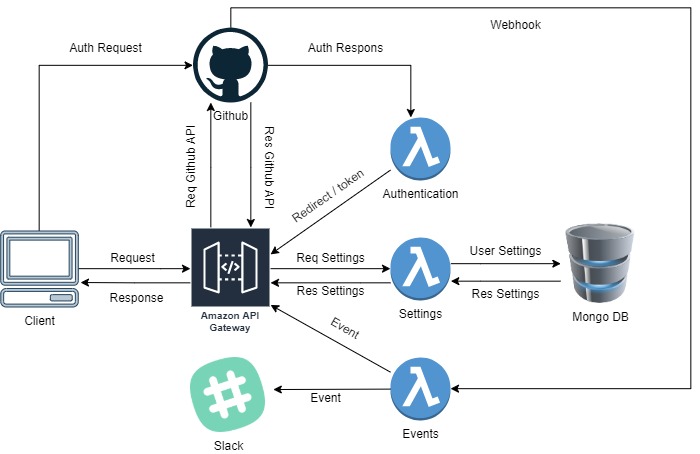 Webhook
Auth Request
Auth Respons
Github
Req Github API
Res Github API
Authentication
Redirect / token
Request
Response
Client
</>
Amazon API
Gateway
Req Settings
Res Settings
Settings
User Settings
Res Settings
Mongo DB
Event
Event
Slack
Events